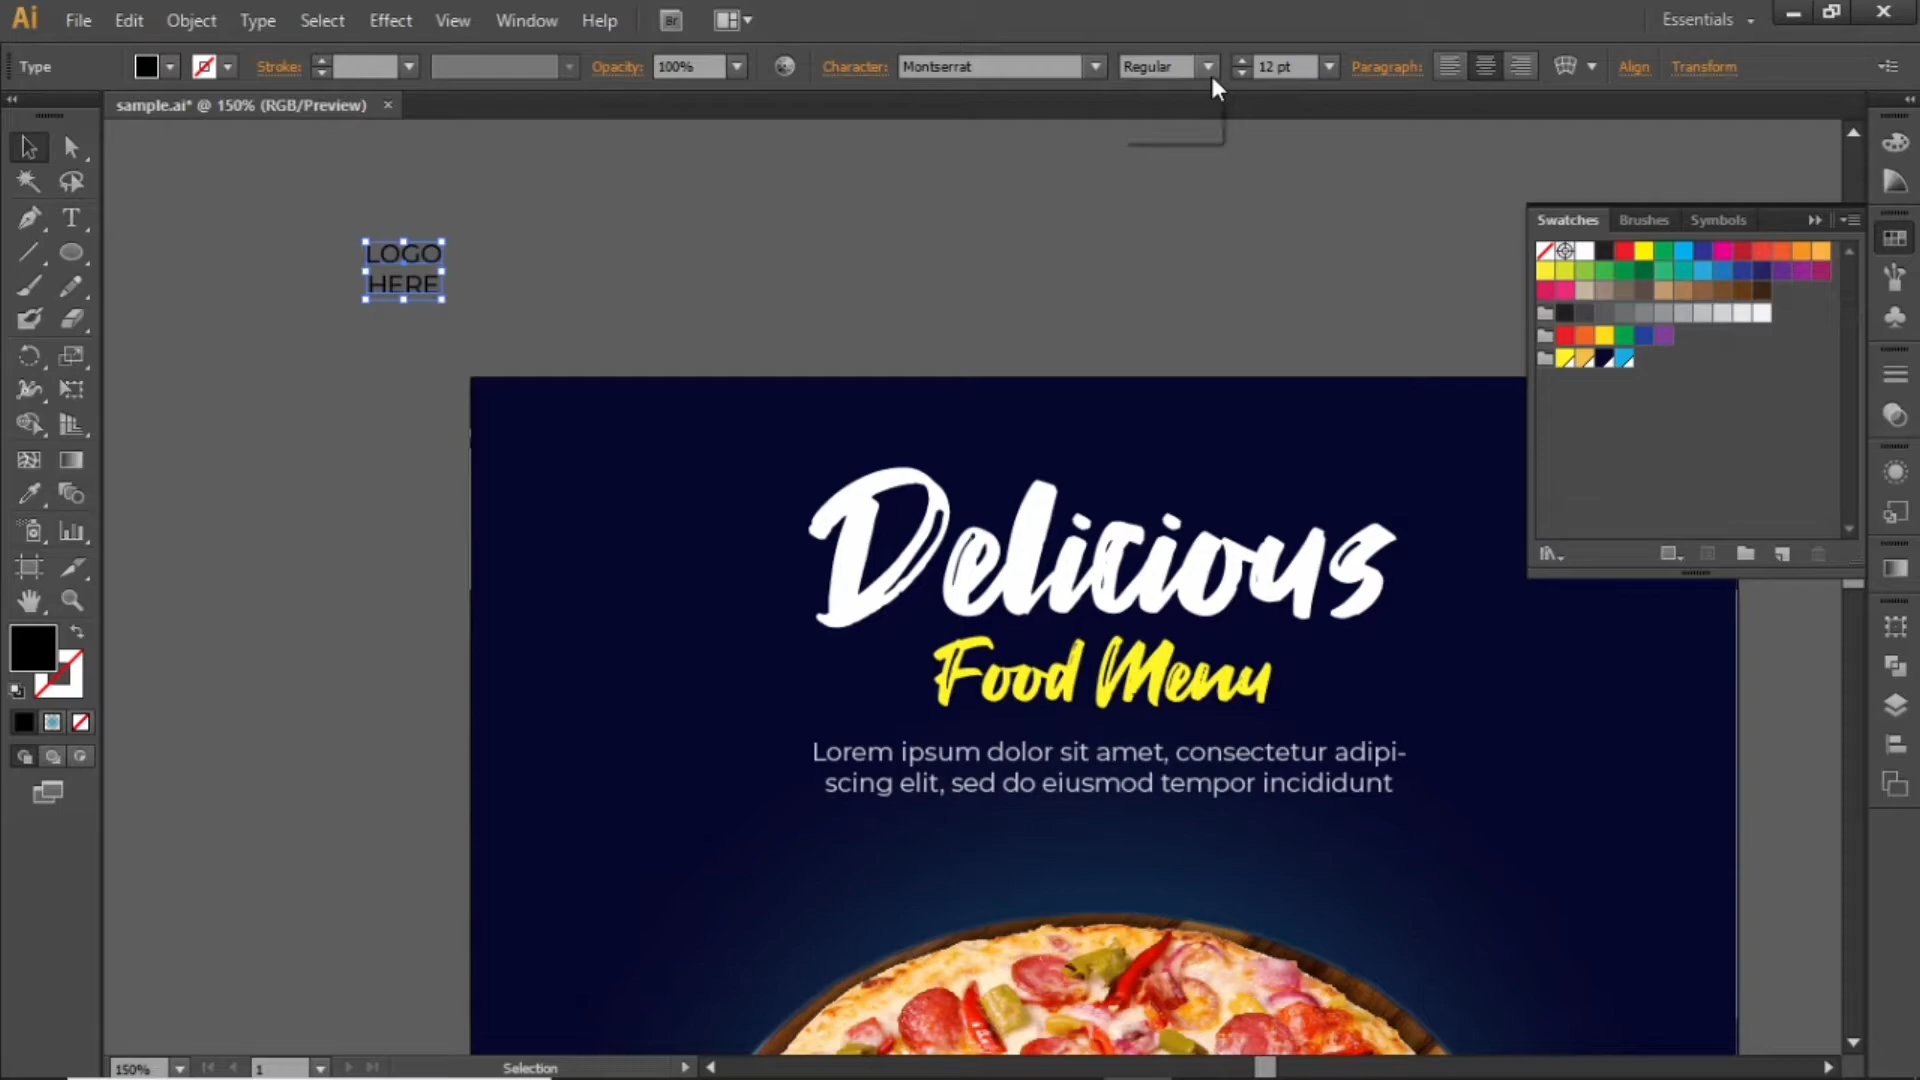 Ai File Edit Object Type Select Effect View Window Help Br Essentials
Type Stroke: Opacity: 100% Character: Montserrat Regular 12 pt Paragraph: Align Transform
sample.ai* @ 150% (RGB/Preview)
Swatches Brushes Symbols
LOGO
HERE
Delicious
Food Menu
Lorem ipsum dolor sit amet, consectetur adipi-
scing elit, sed do eiusmod tempor incididunt
150% 1 Selection